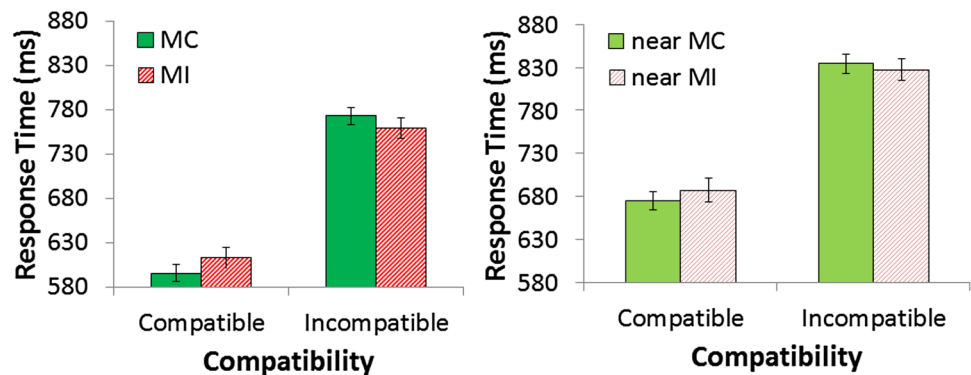 880
830
780
730
680
630
580
Response Time (ms)
MC
MI
Compatible
Incompatible
Compatibility
880
830
780
730
680
630
580
Response Time (ms)
near MC
near MI
Compatible
Incompatible
Compatibility